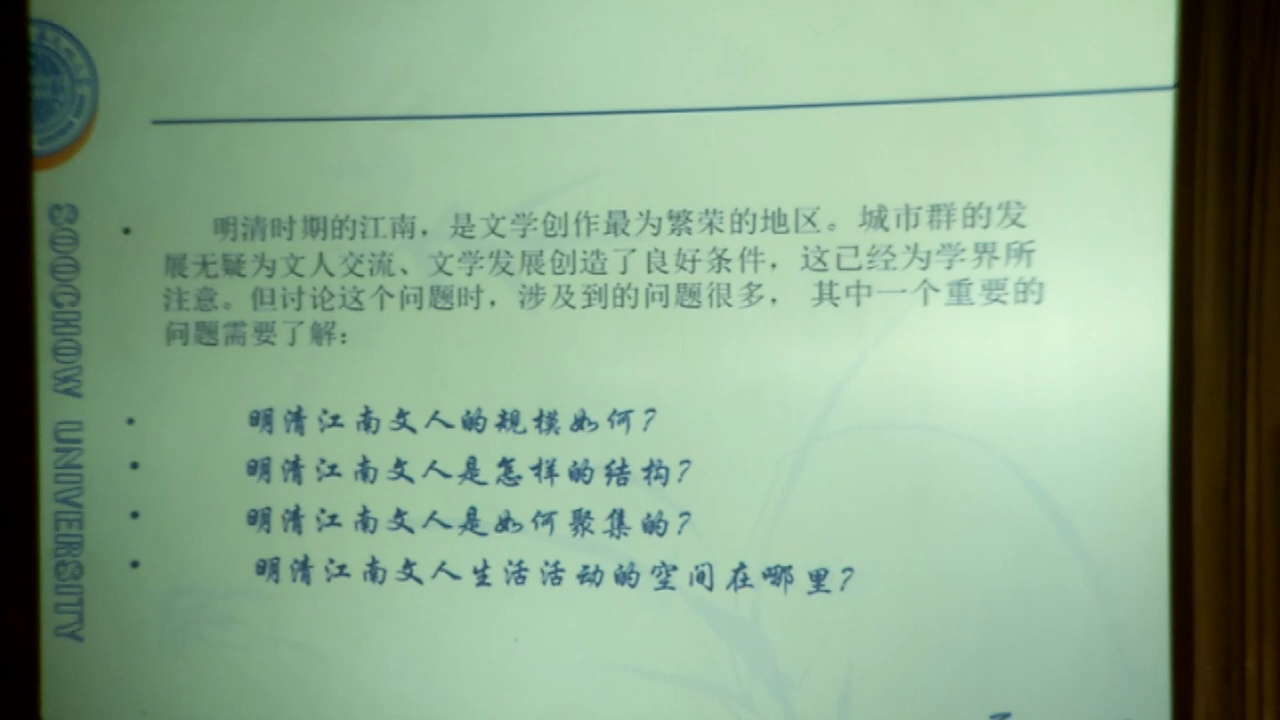 SOOCHOW UNIVERSITY
明清时期的江南，是文学创作最为繁荣的地区。城市群的发
展无疑为文人交流、文学发展创造了良好条件，这已经为学界所
注意。但讨论这个问题时，涉及到的问题很多， 其中一个重要的
问题需要了解：
明清江南文人的规模如何？
明清江南文人是怎样的结构？
明清江南文人是如何聚集的？
明清江南文人生活活动的空间在哪里？